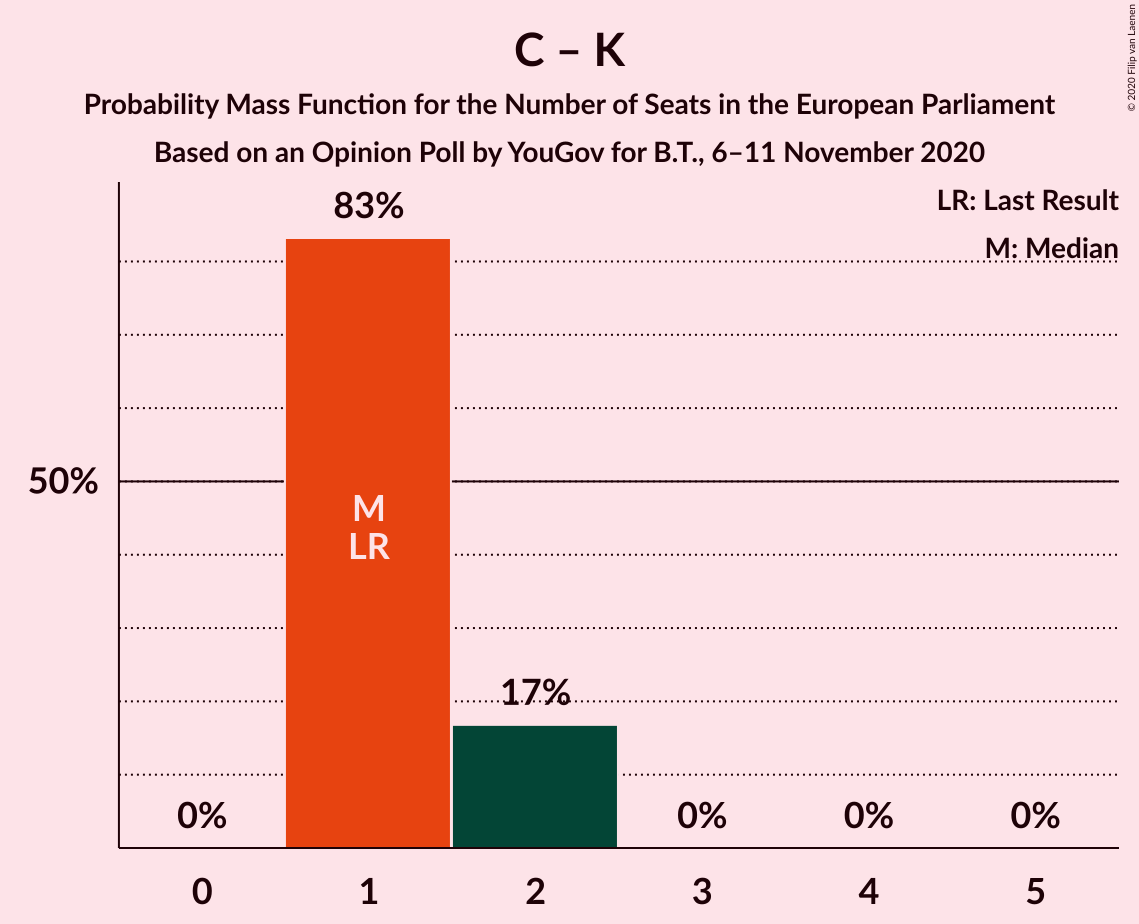 C – K
Probability Mass Function for the Number of Seats in the European Parliament
Based on an Opinion Poll by YouGov for B.T., 6–11 November 2020
© 2020 Filip van Laenen
LR: Last Result
M: Median
83%
50%
M
LR
17%
0%
0%
0%
0%
0
1
2
3
4
5